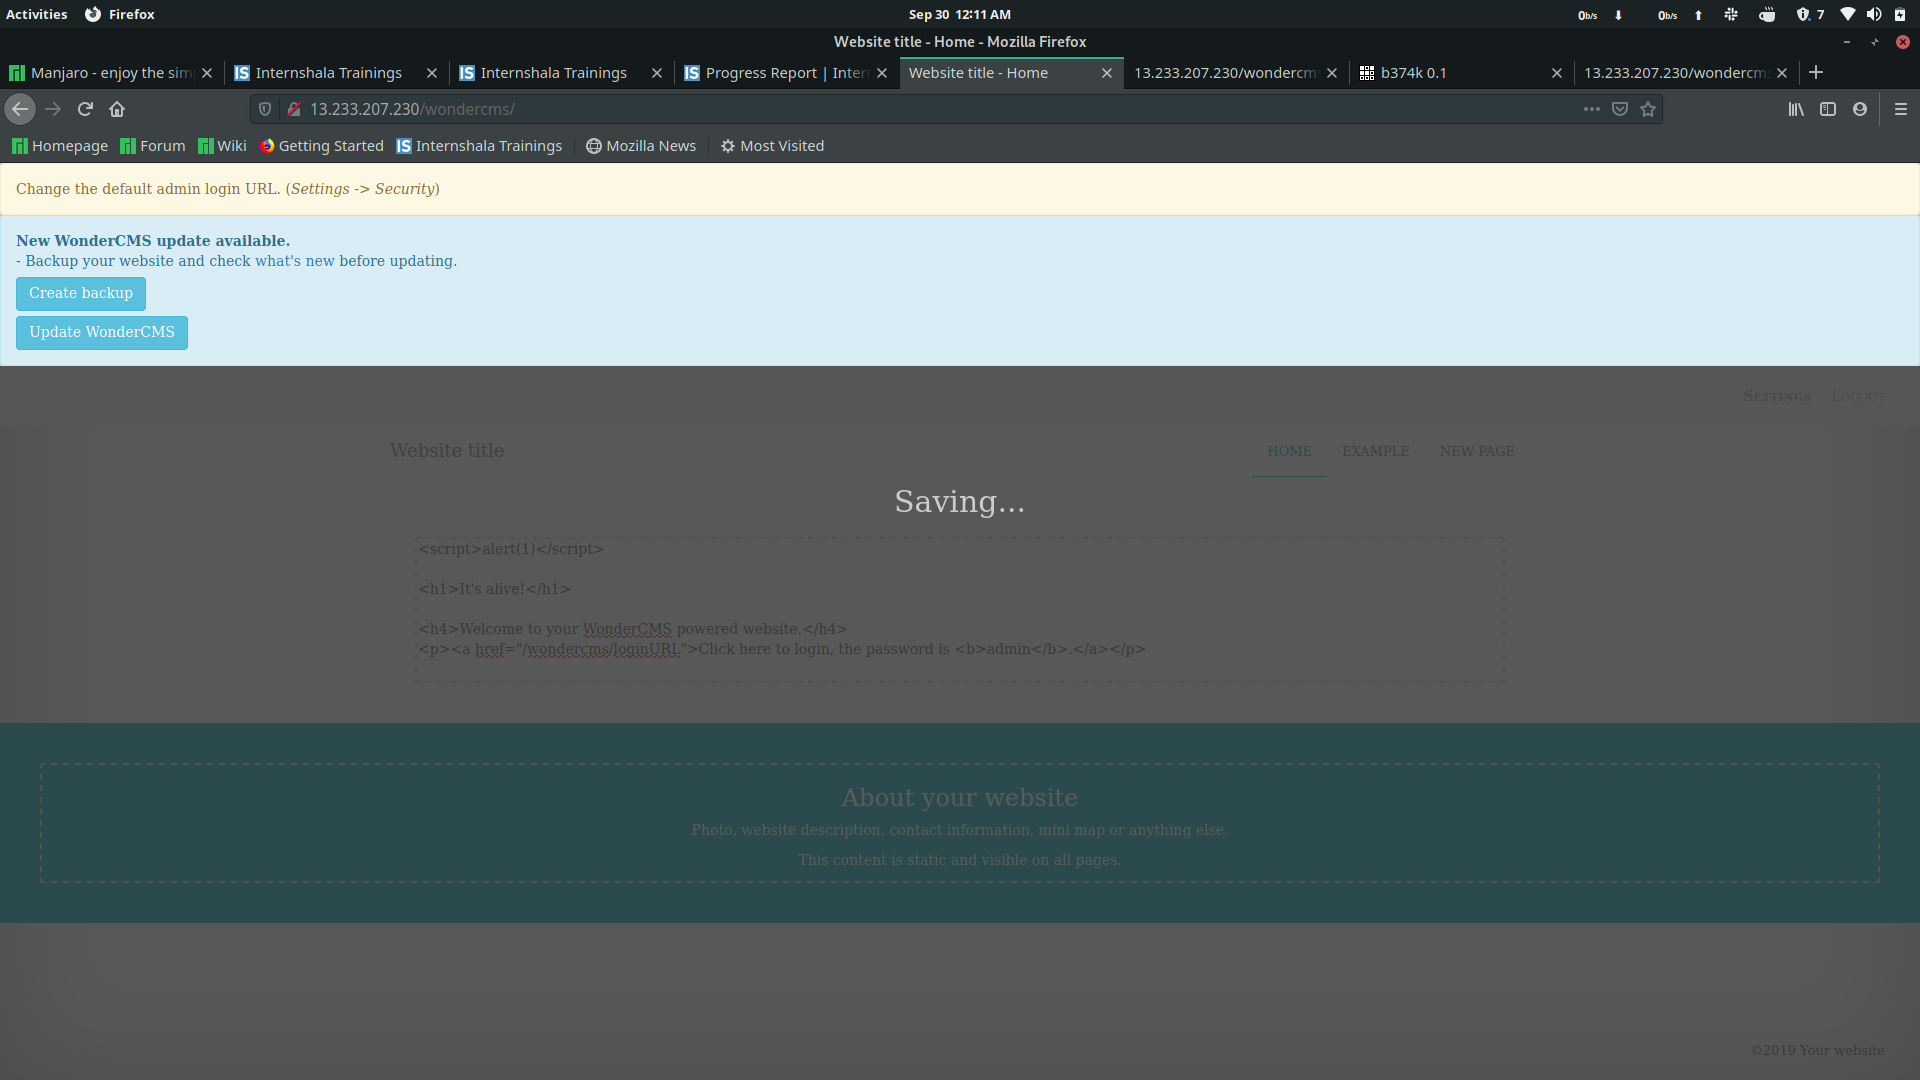 Activities Firefox Sep 30 12:11 AM 0b/s 0b/s 7
Website title - Home - Mozilla Firefox
Manjaro - enjoy the sim Internshala Trainings Internshala Trainings Progress Report | Inter Website title - Home 13.233.207.230/wondercm b374k 0.1 13.233.207.230/wondercm
13.233.207.230/wondercms/
Homepage Forum Wiki Getting Started Internshala Trainings Mozilla News Most Visited
Change the default admin login URL. (Settings -> Security)
New WonderCMS update available.
- Backup your website and check what's new before updating.
Create backup
Update WonderCMS
Settings Logout
Website title HOME EXAMPLE NEW PAGE
Saving...
<script>alert(1)</script>
<h1>It's alive!</h1>
<h4>Welcome to your WonderCMS powered website.</h4>
<p><a href="/wondercms/loginURL">Click here to login, the password is <b>admin</b>.</a></p>
About your website
Photo, website description, contact information, mini map or anything else.
This content is static and visible on all pages.
©2019 Your website